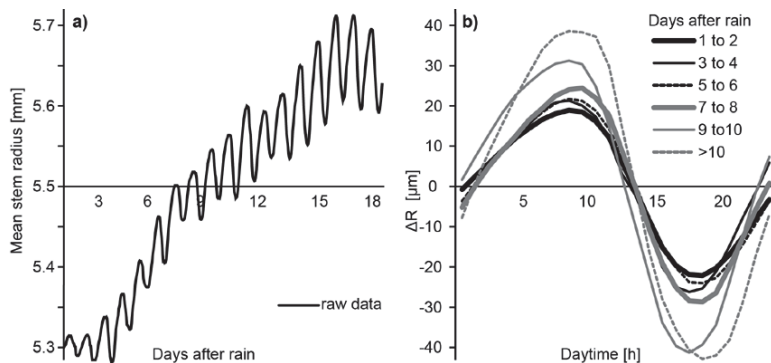 a)
Mean stem radius [mm]
5.7
5.6
5.5
5.4
5.3
3
6
9
12
15
18
raw data
Days after rain
b)
ΔR [µm]
40
30
20
10
0
-10
-20
-30
-40
5
10
15
20
Daytime [h]
Days after rain
1 to 2
3 to 4
5 to 6
7 to 8
9 to10
>10